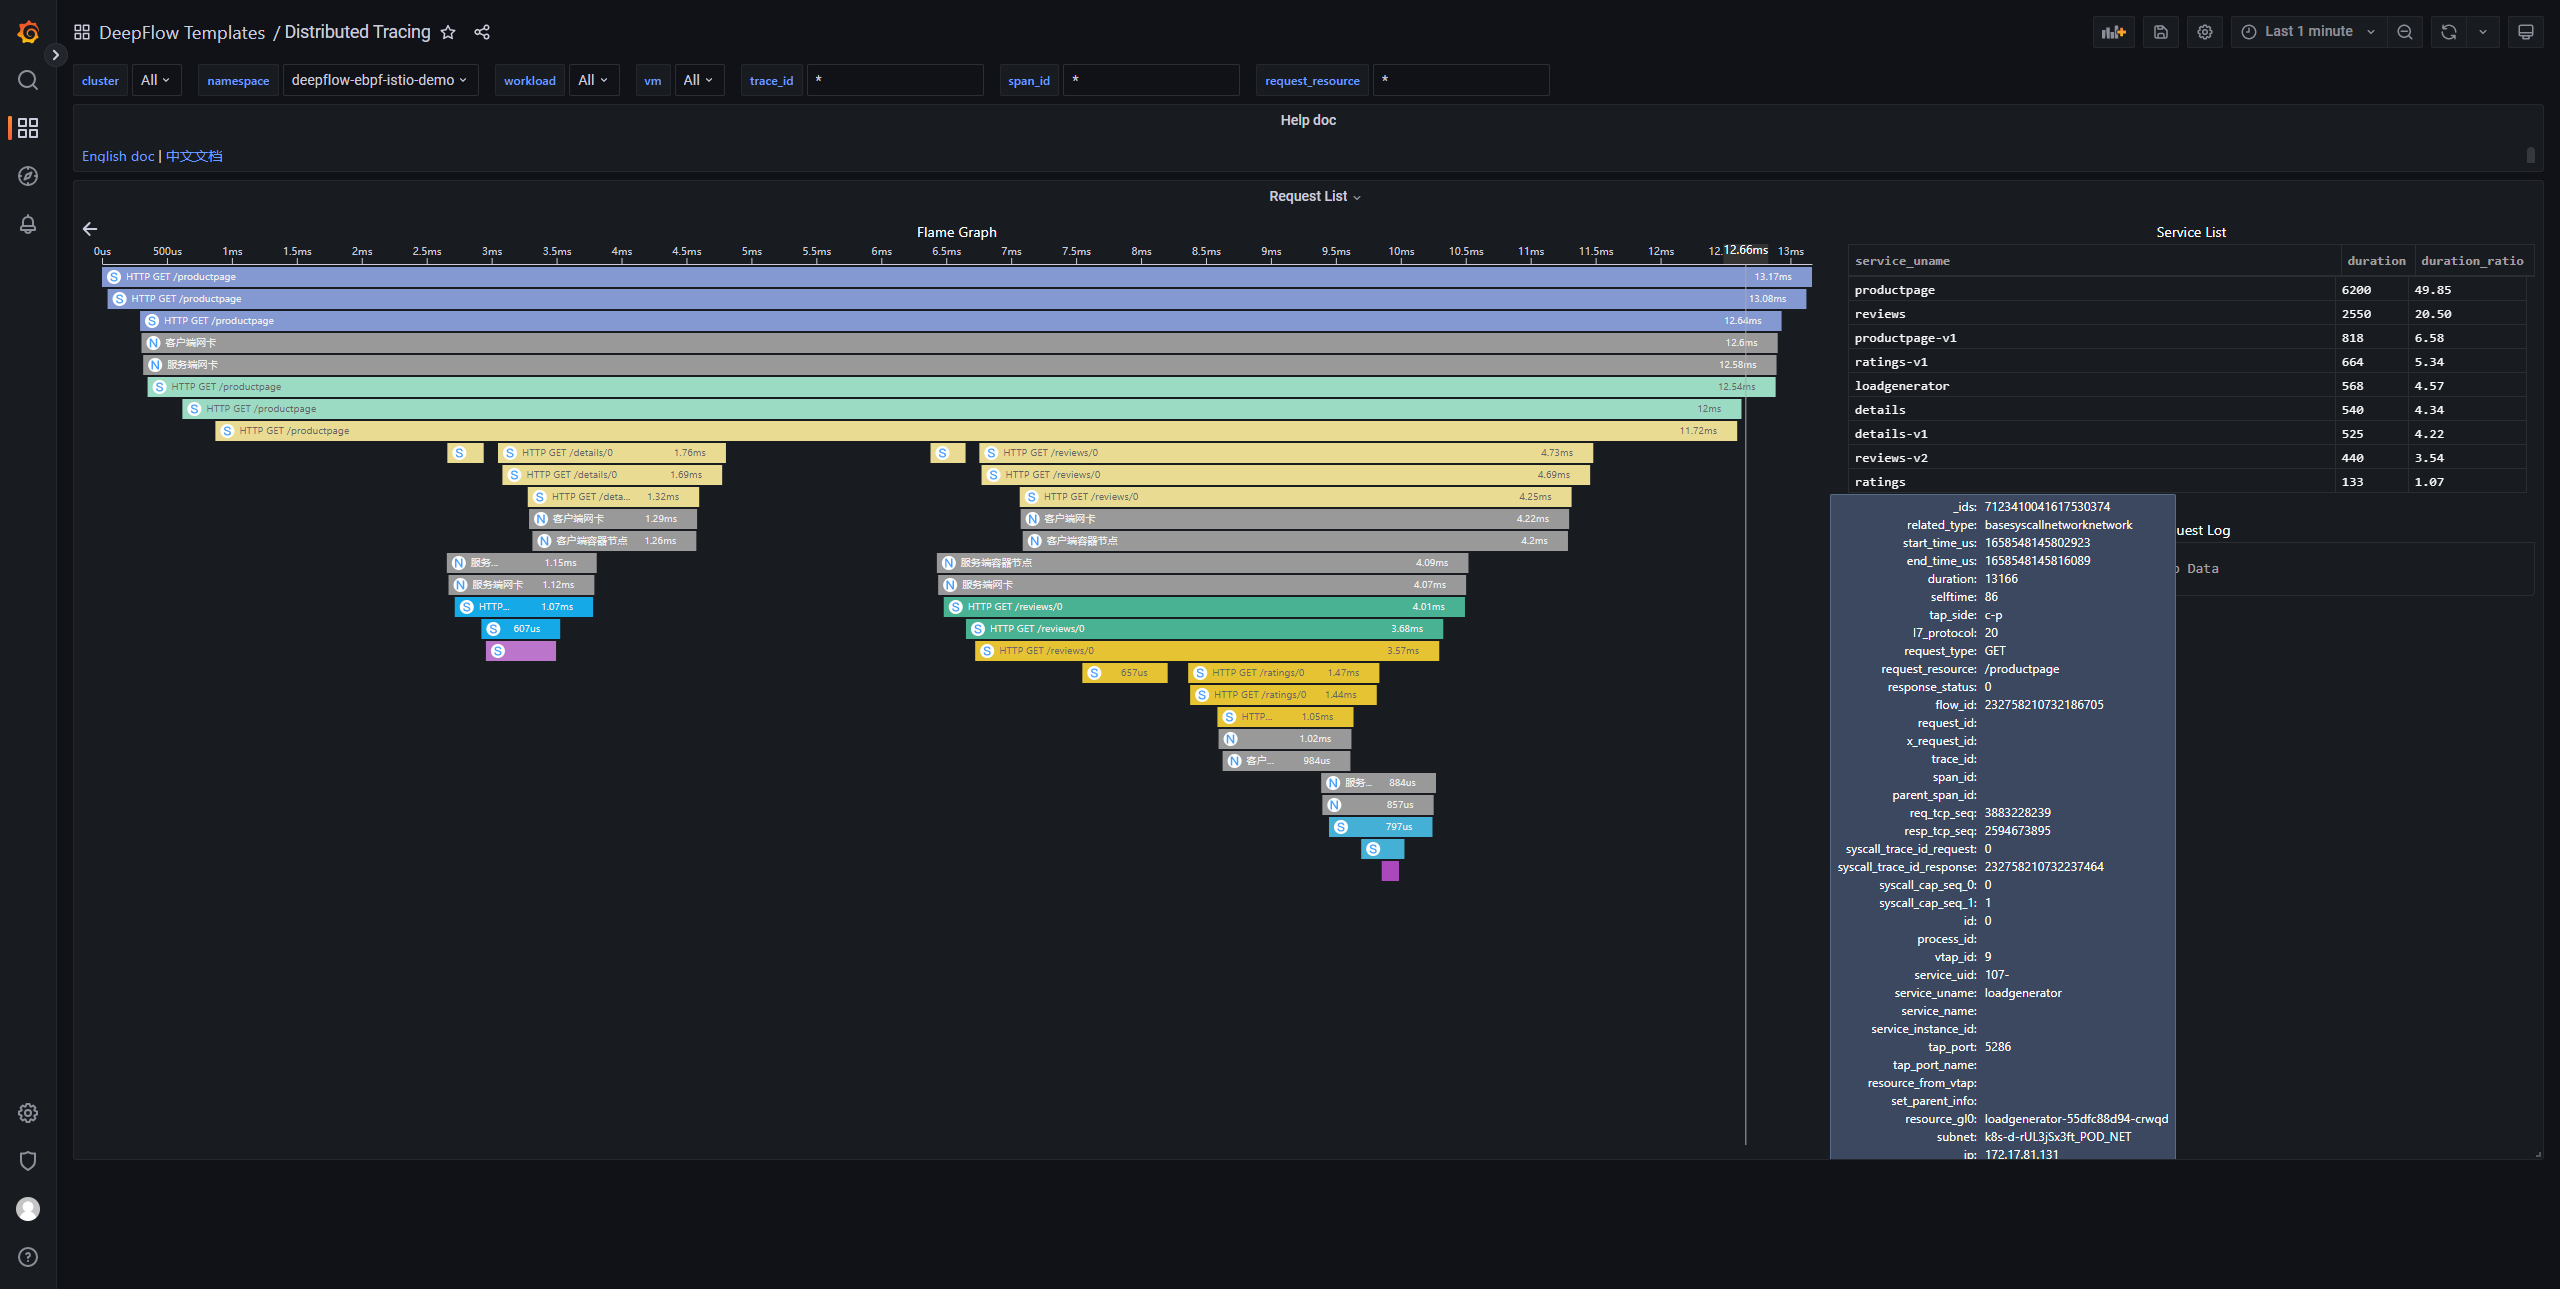 DeepFlow Templates / Distributed Tracing
Last 1 minute
cluster All namespace deepflow-ebpf-istio-demo workload All vm All trace_id * span_id * request_resource *
Help doc
English doc | 中文文档
Request List
Flame Graph
0us 500us 1ms 1.5ms 2ms 2.5ms 3ms 3.5ms 4ms 4.5ms 5ms 5.5ms 6ms 6.5ms 7ms 7.5ms 8ms 8.5ms 9ms 9.5ms 10ms 10.5ms 11ms 11.5ms 12ms 12. 12.66ms 13ms
S HTTP GET /productpage 13.17ms
S HTTP GET /productpage 13.08ms
S HTTP GET /productpage 12.64ms
N 客户端网卡 12.6ms
N 服务端网卡 12.58ms
S HTTP GET /productpage 12.54ms
S HTTP GET /productpage 12ms
S HTTP GET /productpage 11.72ms
S S HTTP GET /details/0 1.76ms S S HTTP GET /reviews/0 4.73ms
S HTTP GET /details/0 1.69ms S HTTP GET /reviews/0 4.69ms
S HTTP GET /deta... 1.32ms S HTTP GET /reviews/0 4.25ms
N 客户端网卡 1.29ms N 客户端网卡 4.22ms
N 客户端容器节点 1.26ms N 客户端容器节点 4.2ms
N 服务... 1.15ms N 服务端容器节点 4.09ms
N 服务端网卡 1.12ms N 服务端网卡 4.07ms
S HTTP... 1.07ms S HTTP GET /reviews/0 4.01ms
S 607us S HTTP GET /reviews/0 3.68ms
S S HTTP GET /reviews/0 3.57ms
S 657us S HTTP GET /ratings/0 1.47ms
S HTTP GET /ratings/0 1.44ms
S HTTP... 1.05ms
N 1.02ms
N 客户... 984us
N 服务... 884us
N 857us
S 797us
S
Service List
service_uname duration duration_ratio
productpage 6200 49.85
reviews 2550 20.50
productpage-v1 818 6.58
ratings-v1 664 5.34
loadgenerator 568 4.57
details 540 4.34
details-v1 525 4.22
reviews-v2 440 3.54
ratings 133 1.07
uest Log
Data
_ids: 7123410041617530374
related_type: basesyscallnetworknetwork
start_time_us: 1658548145802923
end_time_us: 1658548145816089
duration: 13166
selftime: 86
tap_side: c-p
l7_protocol: 20
request_type: GET
request_resource: /productpage
response_status: 0
flow_id: 232758210732186705
request_id:
x_request_id:
trace_id:
span_id:
parent_span_id:
req_tcp_seq: 3883228239
resp_tcp_seq: 2594673895
syscall_trace_id_request: 0
syscall_trace_id_response: 232758210732237464
syscall_cap_seq_0: 0
syscall_cap_seq_1: 1
id: 0
process_id:
vtap_id: 9
service_uid: 107-
service_uname: loadgenerator
service_name:
service_instance_id:
tap_port: 5286
tap_port_name:
resource_from_vtap:
set_parent_info:
resource_gl0: loadgenerator-55dfc88d94-crwqd
subnet: k8s-d-rUL3jSx3ft_POD_NET
ip: 172.17.81.131